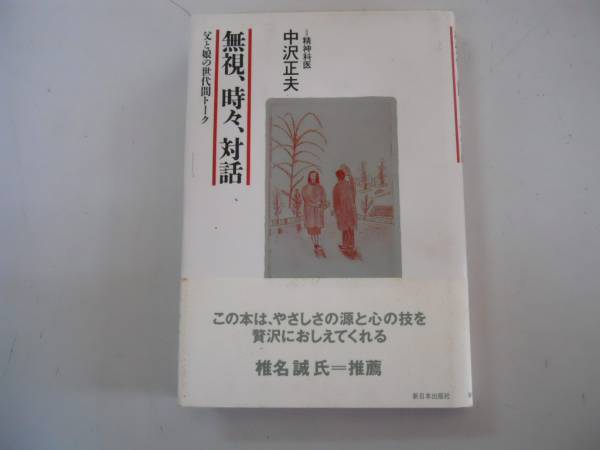 無視、時々、対話
父と娘の世代間トーク
=精神科医
中沢正夫
この本は、やさしさの源と心の技を
贅沢におしえてくれる
椎名誠氏=推薦
新日本出版社